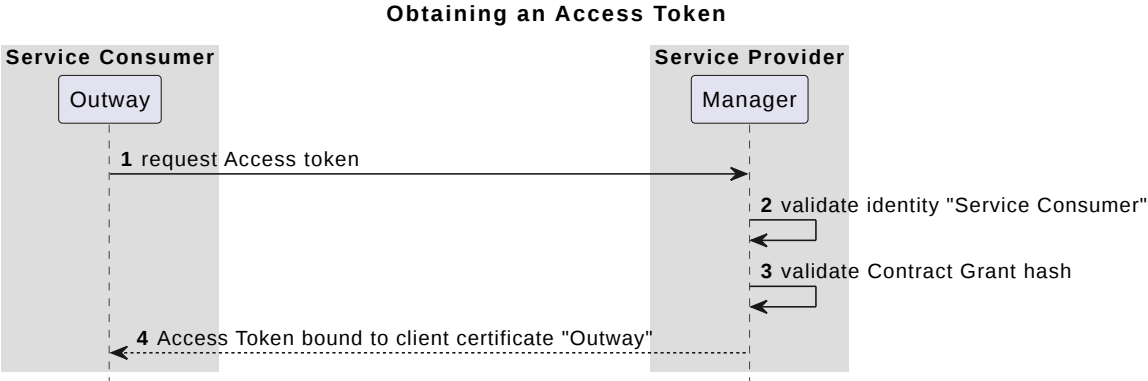 Obtaining an Access Token
Service Consumer
Service Provider
Outway
Manager
1 request Access token
2 validate identity "Service Consumer"
3 validate Contract Grant hash
4 Access Token bound to client certificate "Outway"